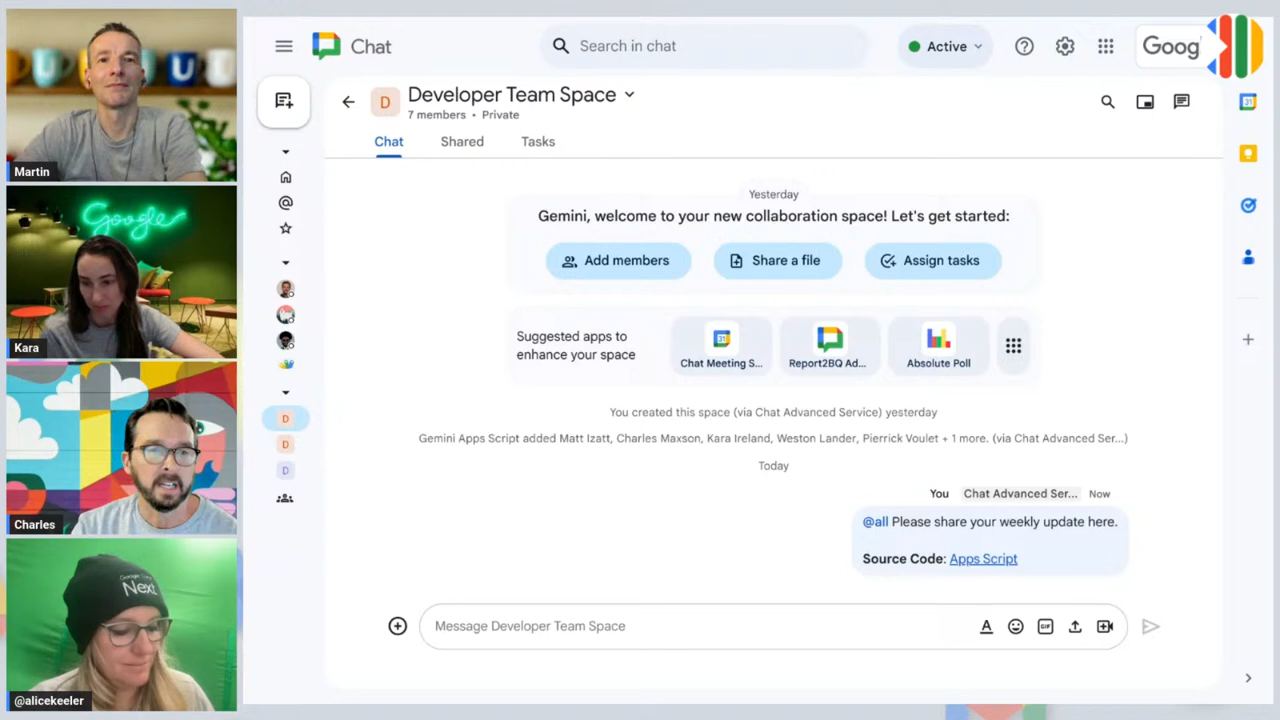 Martin
Google
Kara
Charles
Next
@alicekeeler
Chat
Search in chat
Active
Goog
D
Developer Team Space
7 members • Private
Chat
Shared
Tasks
Yesterday
Gemini, welcome to your new collaboration space! Let's get started:
Add members
Share a file
Assign tasks
Suggested apps to
enhance your space
Chat Meeting S...
Report2BQ Ad...
Absolute Poll
You created this space (via Chat Advanced Service) yesterday
Gemini Apps Script added Matt Izatt, Charles Maxson, Kara Ireland, Weston Lander, Pierrick Voulet + 1 more. (via Chat Advanced Ser...)
Today
You
Chat Advanced Ser...
Now
@all Please share your weekly update here.
Source Code: Apps Script
D
D
D
Message Developer Team Space
GIF